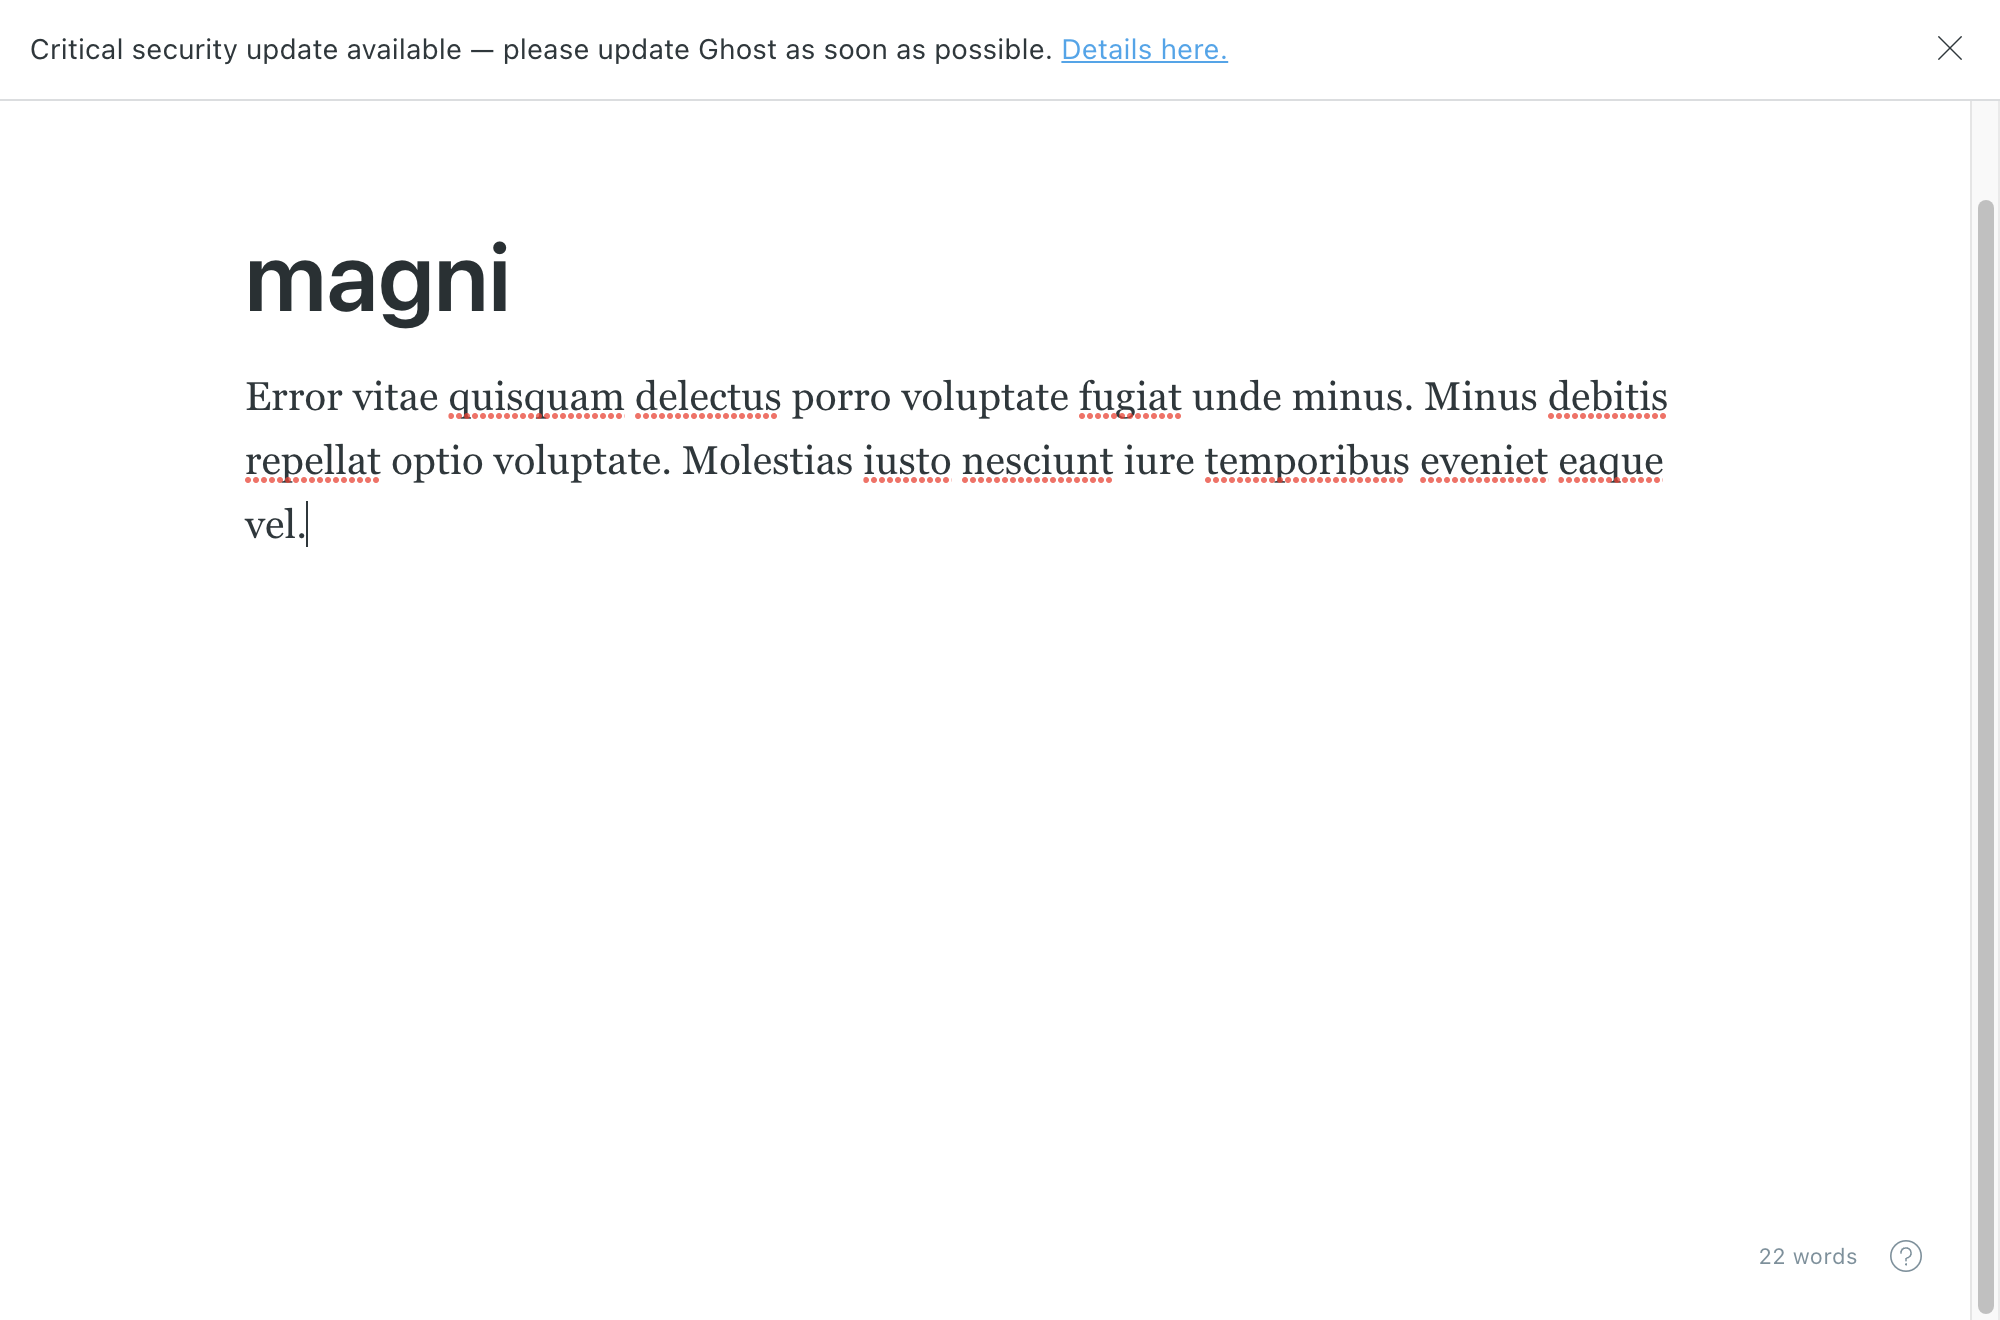 Critical security update available — please update Ghost as soon as possible. Details here.
magni
Error vitae quisquam delectus porro voluptate fugiat unde minus. Minus debitis
repellat optio voluptate. Molestias iusto nesciunt iure temporibus eveniet eaque
vel.
22 words
?